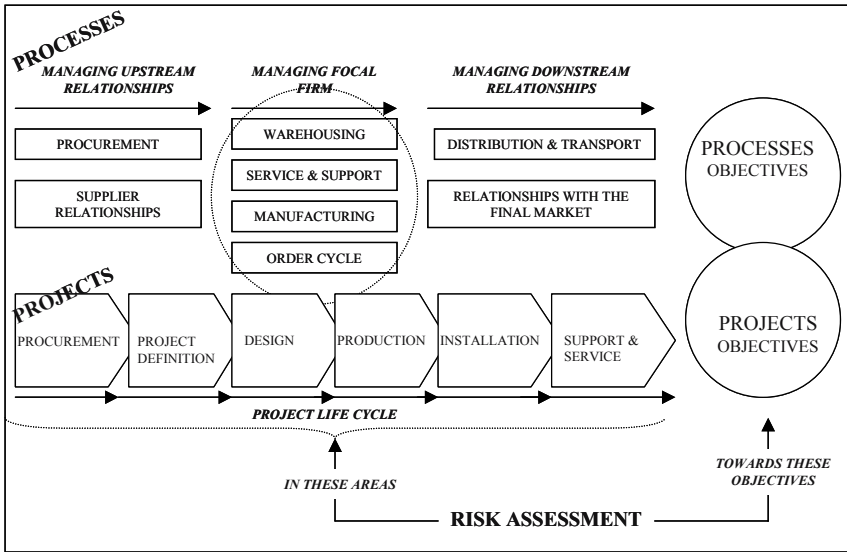 PROCESSES
MANAGING UPSTREAM
RELATIONSHIPS
MANAGING FOCAL
FIRM
MANAGING DOWNSTREAM
RELATIONSHIPS
PROCUREMENT
SUPPLIER
RELATIONSHIPS
WAREHOUSING
SERVICE & SUPPORT
MANUFACTURING
ORDER CYCLE
DISTRIBUTION & TRANSPORT
RELATIONSHIPS WITH THE
FINAL MARKET
PROCESSES
OBJECTIVES
PROJECTS
PROCUREMENT
PROJECT
DEFINITION
DESIGN
PRODUCTION
INSTALLATION
SUPPORT &
SERVICE
PROJECTS
OBJECTIVES
PROJECT LIFE CYCLE
IN THESE AREAS
TOWARDS THESE
OBJECTIVES
RISK ASSESSMENT